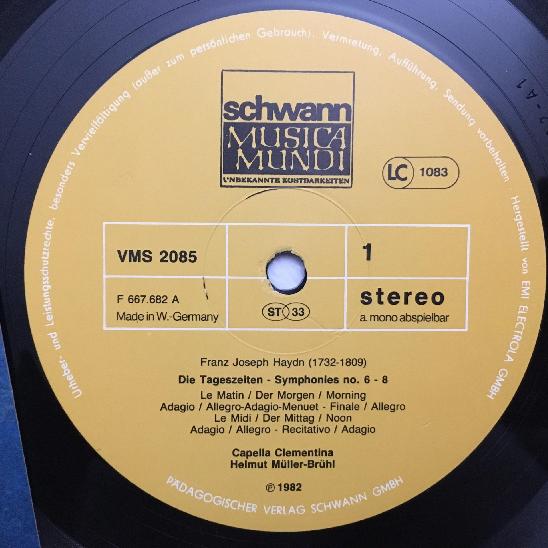 Urheber- und Leistungsschutzrechte, besonders Vervielfältigung (außer zum persönlichen Gebrauch), Vermietung, Aufführung, Sendung vorbehalten. Hergestellt von EMI ELECTROLA GMBH
schwann
MUSICA
MUNDI
UNBEKANNTE KOSTBARKEITEN
LC 1083
VMS 2085
1
F 667.682 A
Made in W.-Germany
ST 33
stereo
a. mono abspielbar
Franz Joseph Haydn (1732-1809)
Die Tageszeiten - Symphonies no. 6 - 8
Le Matin / Der Morgen / Morning
Adagio / Allegro-Adagio-Menuet - Finale / Allegro
Le Midi / Der Mittag / Noon
Adagio / Allegro - Recitativo / Adagio
Capella Clementina
Helmut Müller-Brühl
℗ 1982
PÄDAGOGISCHER VERLAG SCHWANN GMBH